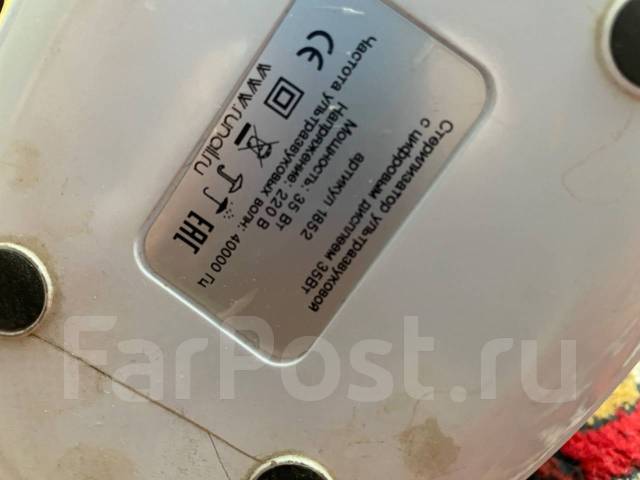 Стерилизатор ультразвуковой
с цифровым дисплеем 35Вт
артикул 1852
Мощность: 35 Вт
Напряжение: 220 В
Частота ультразвуковых волн: 40000 Гц
CE
EAC
www.runail.ru
FarPost.ru